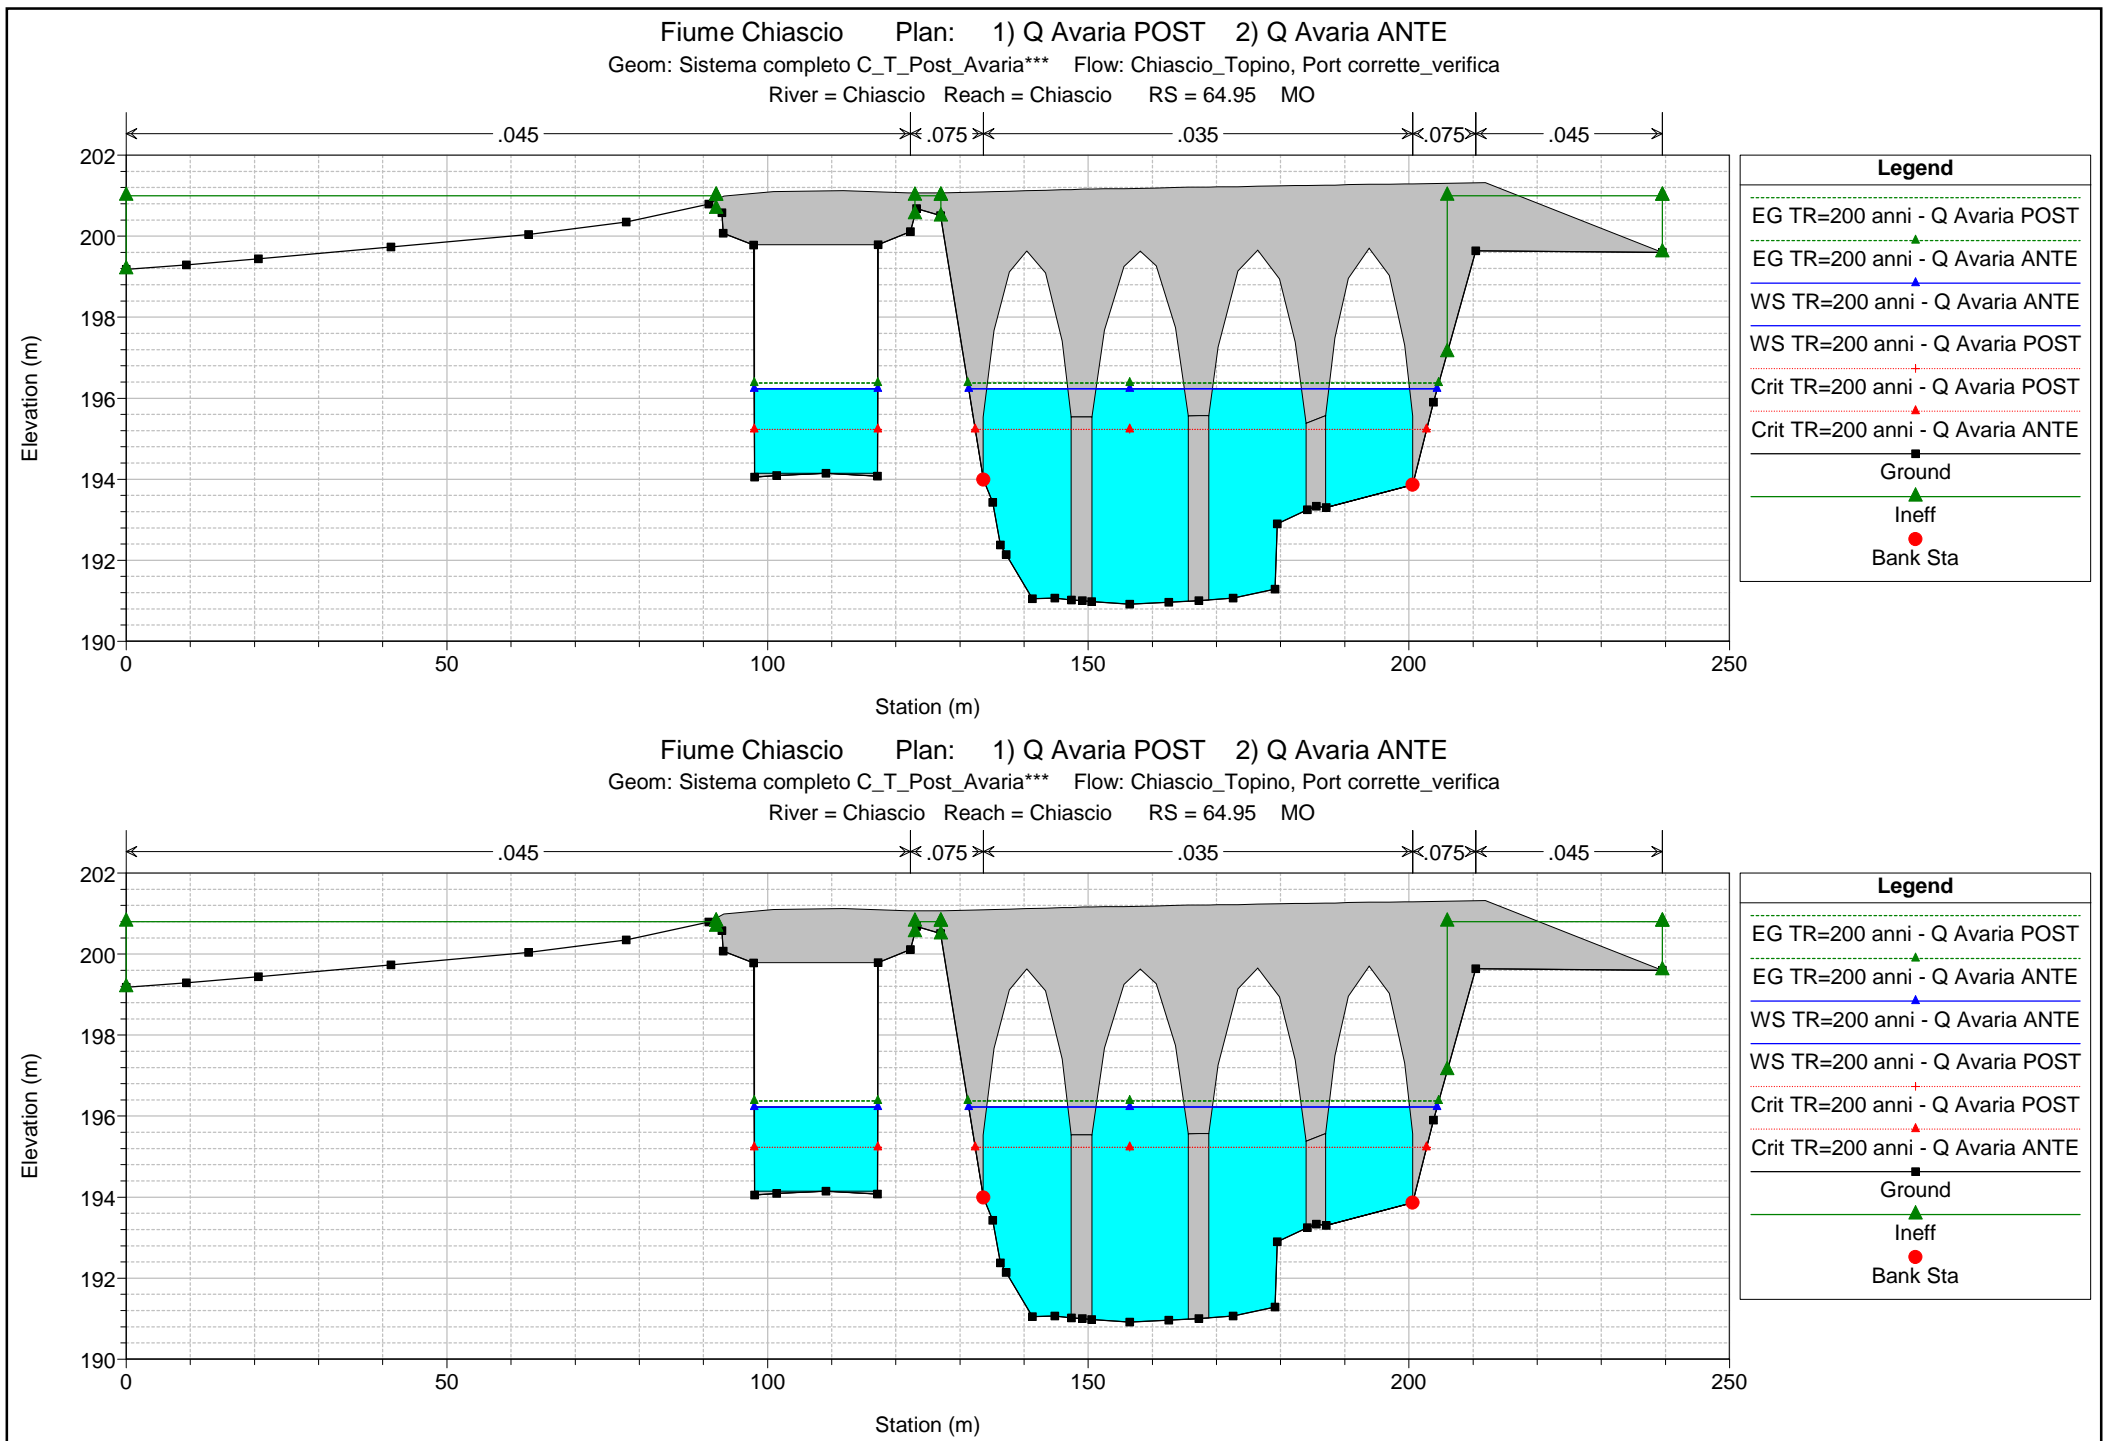 Fiume Chiascio Plan: 1) Q Avaria POST 2) Q Avaria ANTE
Geom: Sistema completo C_T_Post_Avaria*** Flow: Chiascio_Topino, Port corrette_verifica
River = Chiascio Reach = Chiascio RS = 64.95 MO
.045 .075 .035 .075 .045
202
200
198
196
194
192
190
Elevation (m)
0 50 100 150 200 250
Station (m)
Legend
EG TR=200 anni - Q Avaria POST
EG TR=200 anni - Q Avaria ANTE
WS TR=200 anni - Q Avaria ANTE
WS TR=200 anni - Q Avaria POST
Crit TR=200 anni - Q Avaria POST
Crit TR=200 anni - Q Avaria ANTE
Ground
Ineff
Bank Sta
Fiume Chiascio Plan: 1) Q Avaria POST 2) Q Avaria ANTE
Geom: Sistema completo C_T_Post_Avaria*** Flow: Chiascio_Topino, Port corrette_verifica
River = Chiascio Reach = Chiascio RS = 64.95 MO
.045 .075 .035 .075 .045
202
200
198
196
194
192
190
Elevation (m)
0 50 100 150 200 250
Station (m)
Legend
EG TR=200 anni - Q Avaria POST
EG TR=200 anni - Q Avaria ANTE
WS TR=200 anni - Q Avaria ANTE
WS TR=200 anni - Q Avaria POST
Crit TR=200 anni - Q Avaria POST
Crit TR=200 anni - Q Avaria ANTE
Ground
Ineff
Bank Sta